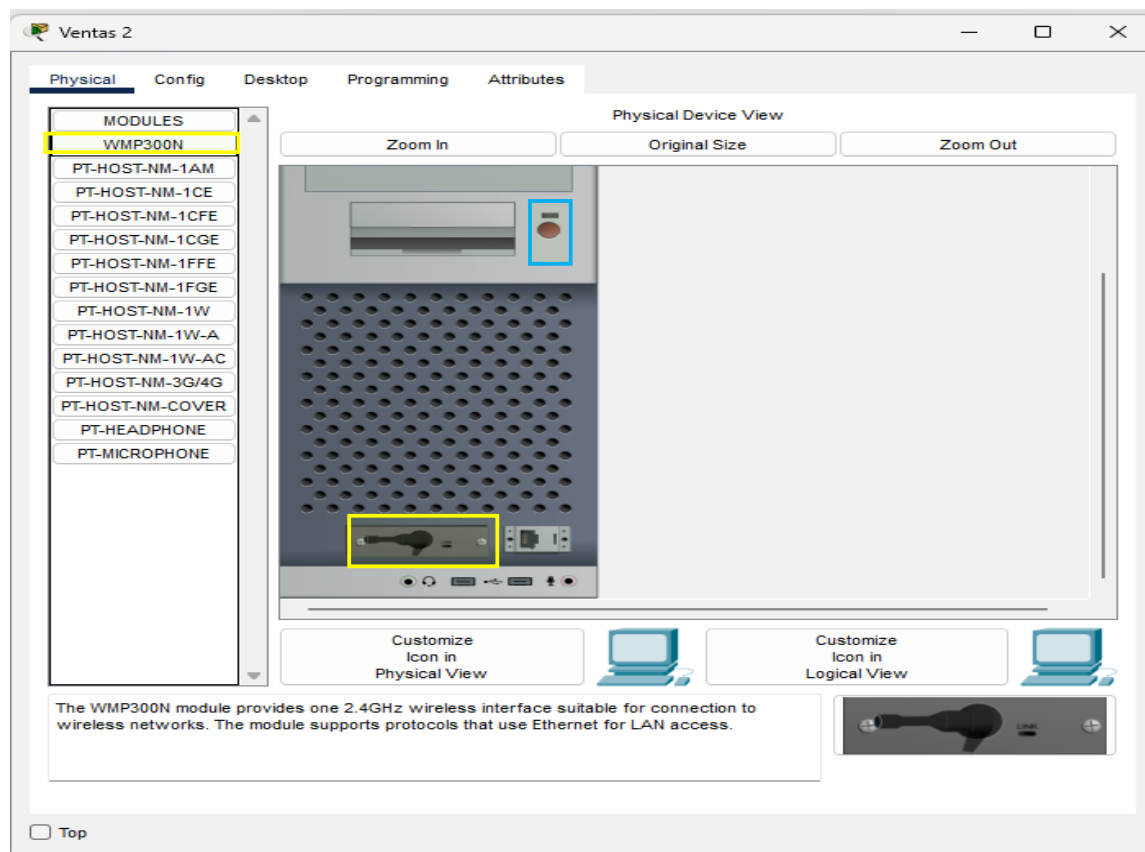 Ventas 2
Physical Config Desktop Programming Attributes
MODULES
WMP300N
PT-HOST-NM-1AM
PT-HOST-NM-1CE
PT-HOST-NM-1CFE
PT-HOST-NM-1CGE
PT-HOST-NM-1FFE
PT-HOST-NM-1FGE
PT-HOST-NM-1W
PT-HOST-NM-1W-A
PT-HOST-NM-1W-AC
PT-HOST-NM-3G/4G
PT-HOST-NM-COVER
PT-HEADPHONE
PT-MICROPHONE
Physical Device View
Zoom In Original Size Zoom Out
Customize
Icon in
Physical View
Customize
Icon in
Logical View
The WMP300N module provides one 2.4GHz wireless interface suitable for connection to
wireless networks. The module supports protocols that use Ethernet for LAN access.
LINK
Top